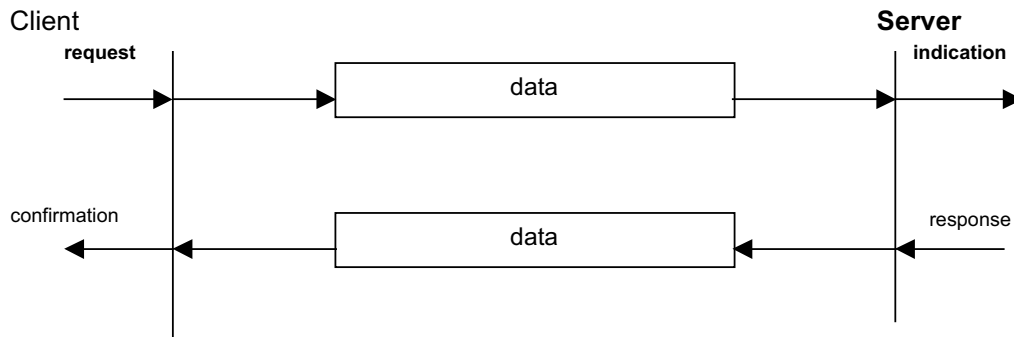 Client Server
request indication
data
confirmation response
data